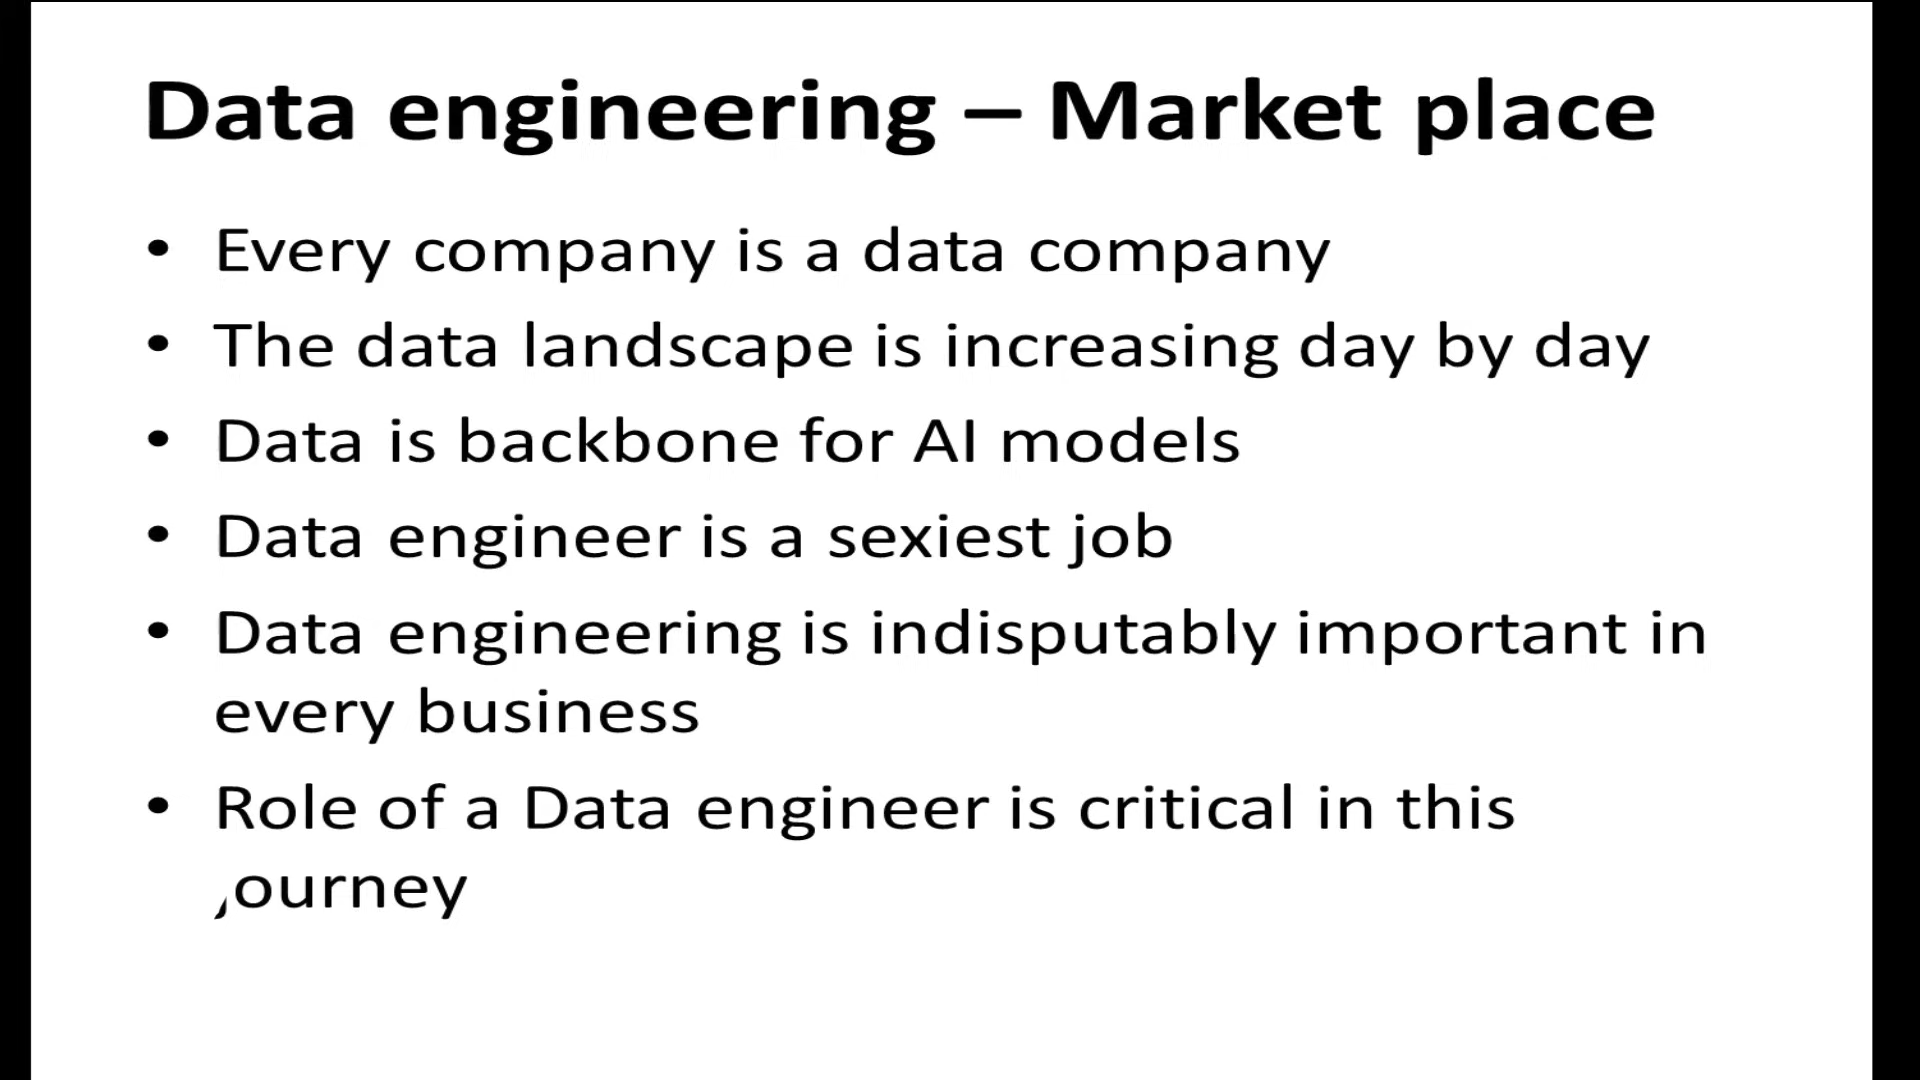 Data engineering – Market place
• Every company is a data company
• The data landscape is increasing day by day
• Data is backbone for AI models
• Data engineer is a sexiest job
• Data engineering is indisputably important in
every business
• Role of a Data engineer is critical in this
journey